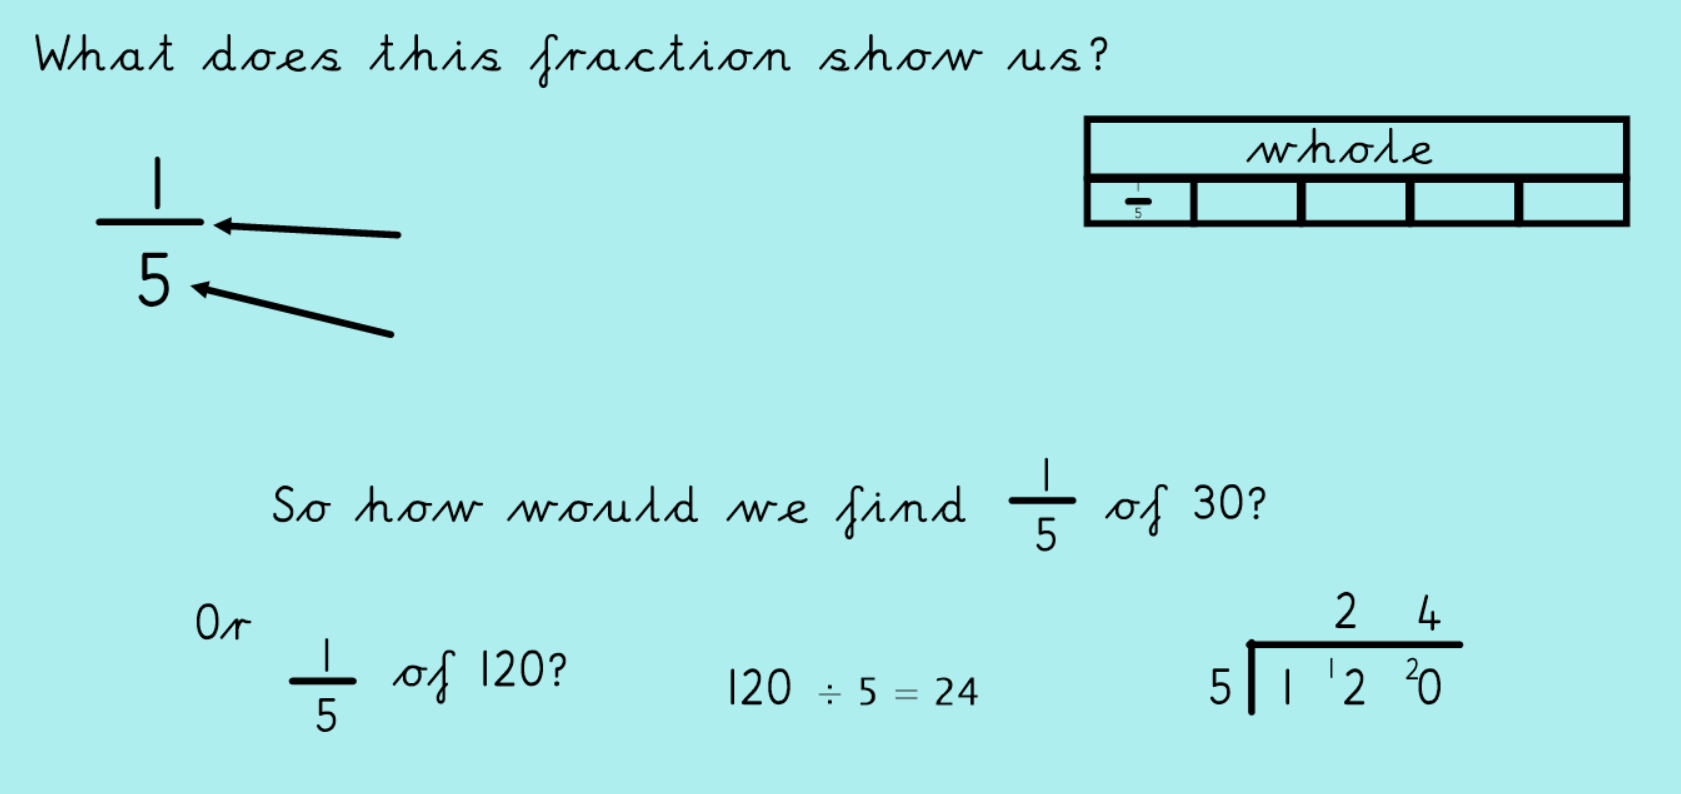 What does this fraction show us?
whole
1
5
1
5
So how would we find 1/5 of 30?
Or
1/5 of 120?
120 ÷ 5 = 24
2 4
5 1 ¹2 ²0